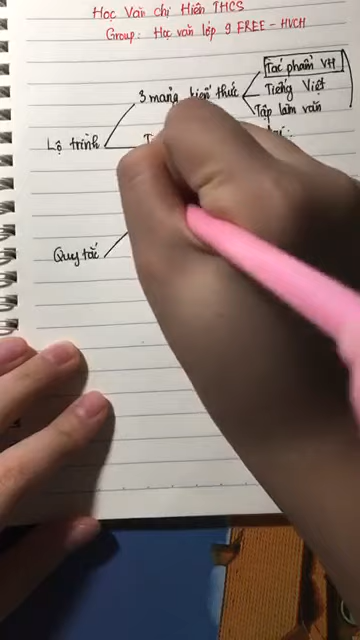 Học Văn chị Hiên THCS
Group: Học văn lớp 9 FREE - HVCH
Tác phẩm VH
3 mảng kiến thức
Tiếng Việt
Tập làm văn
Lộ trình
Quy tắc